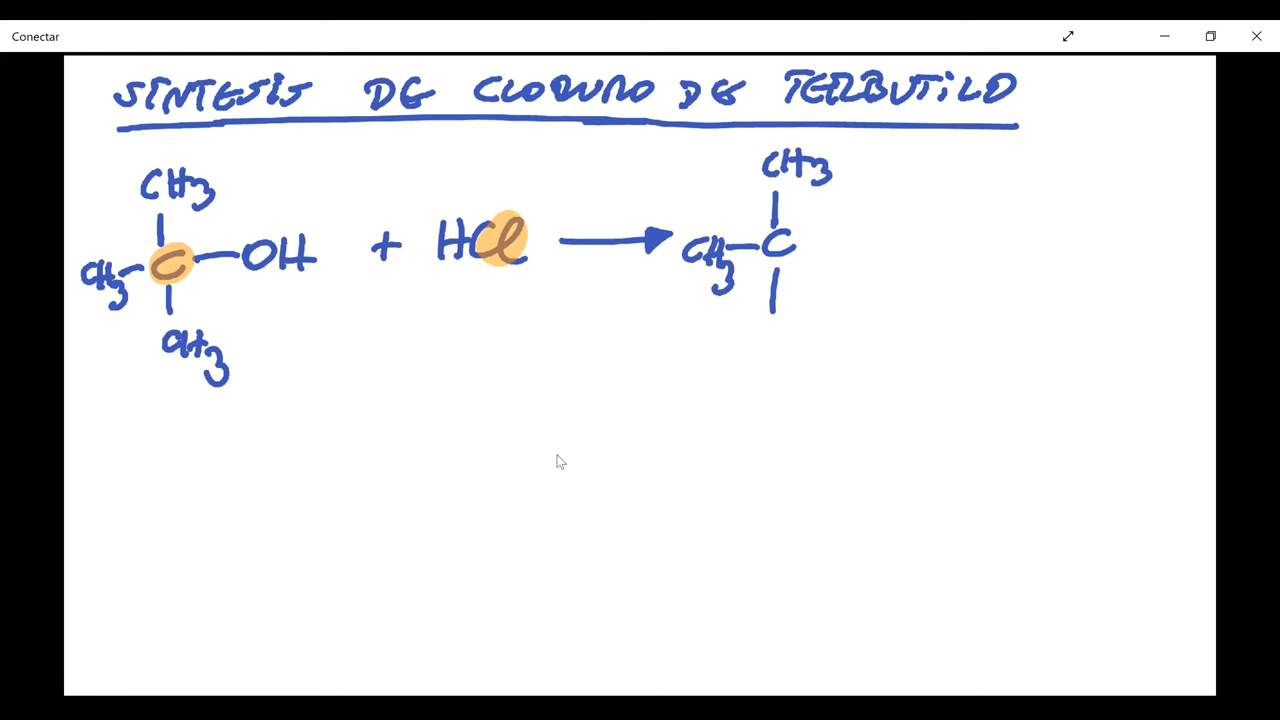 Conectar
SINTESIS DE CLORURO DE TERBUTILO
CH3 CH3
CH3-C-OH + HCl → CH3-C
CH3